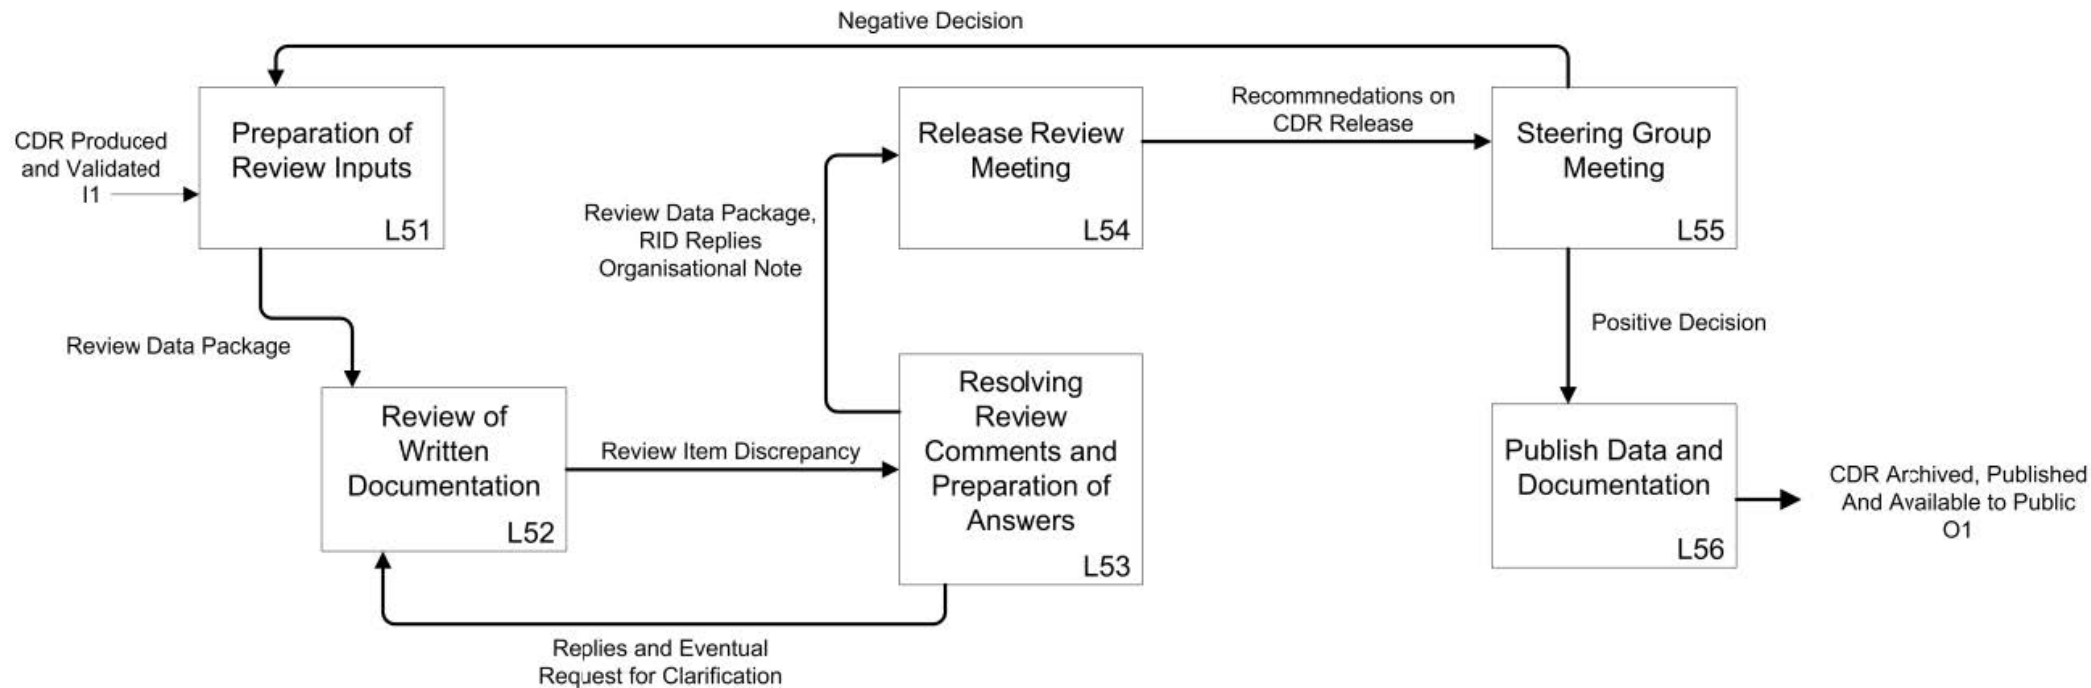 Negative Decision
CDR Produced
and Validated
I1
Preparation of
Review Inputs
L51
Review Data Package
Review of
Written
Documentation
L52
Review Item Discrepancy
Replies and Eventual
Request for Clarification
Resolving
Review
Comments and
Preparation of
Answers
L53
Review Data Package,
RID Replies
Organisational Note
Release Review
Meeting
L54
Recommnedations on
CDR Release
Steering Group
Meeting
L55
Positive Decision
Publish Data and
Documentation
L56
CDR Archived, Published
And Available to Public
O1